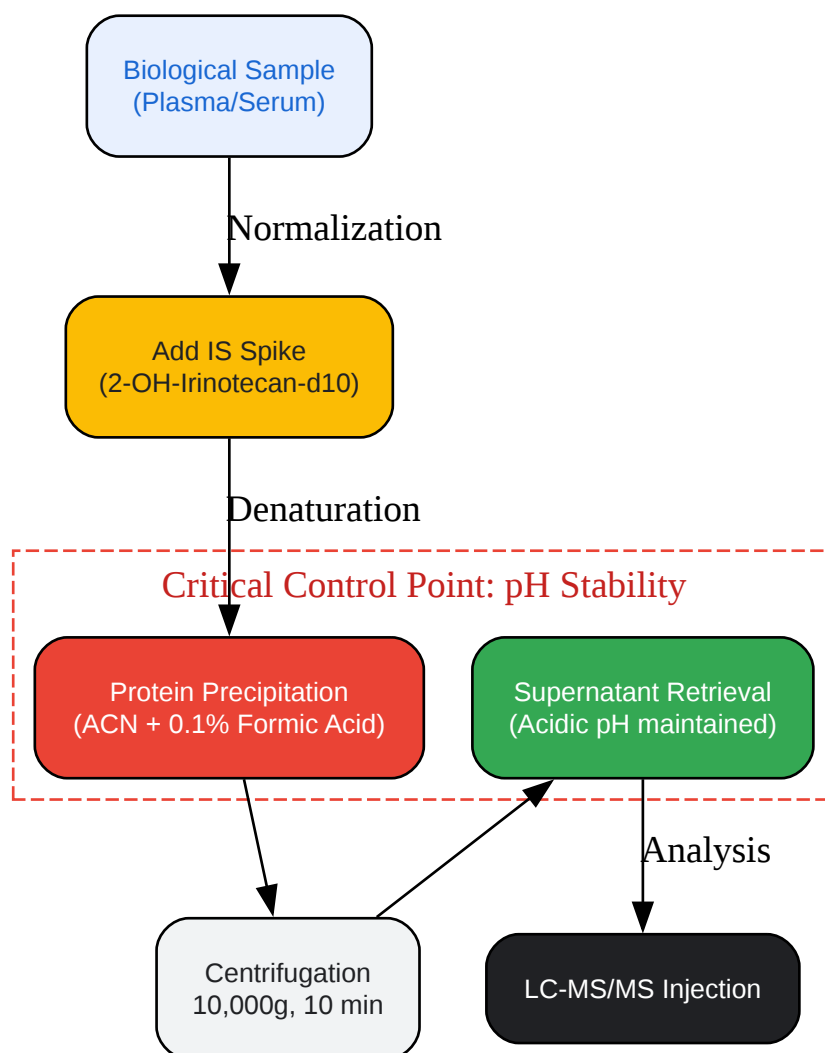 Biological Sample
(Plasma/Serum)
Normalization
Add IS Spike
(2-OH-Irinotecan-d10)
Denaturation
Critical Control Point: pH Stability
Protein Precipitation
(ACN + 0.1% Formic Acid)
Supernatant Retrieval
(Acidic pH maintained)
Analysis
Centrifugation
10,000g, 10 min
LC-MS/MS Injection